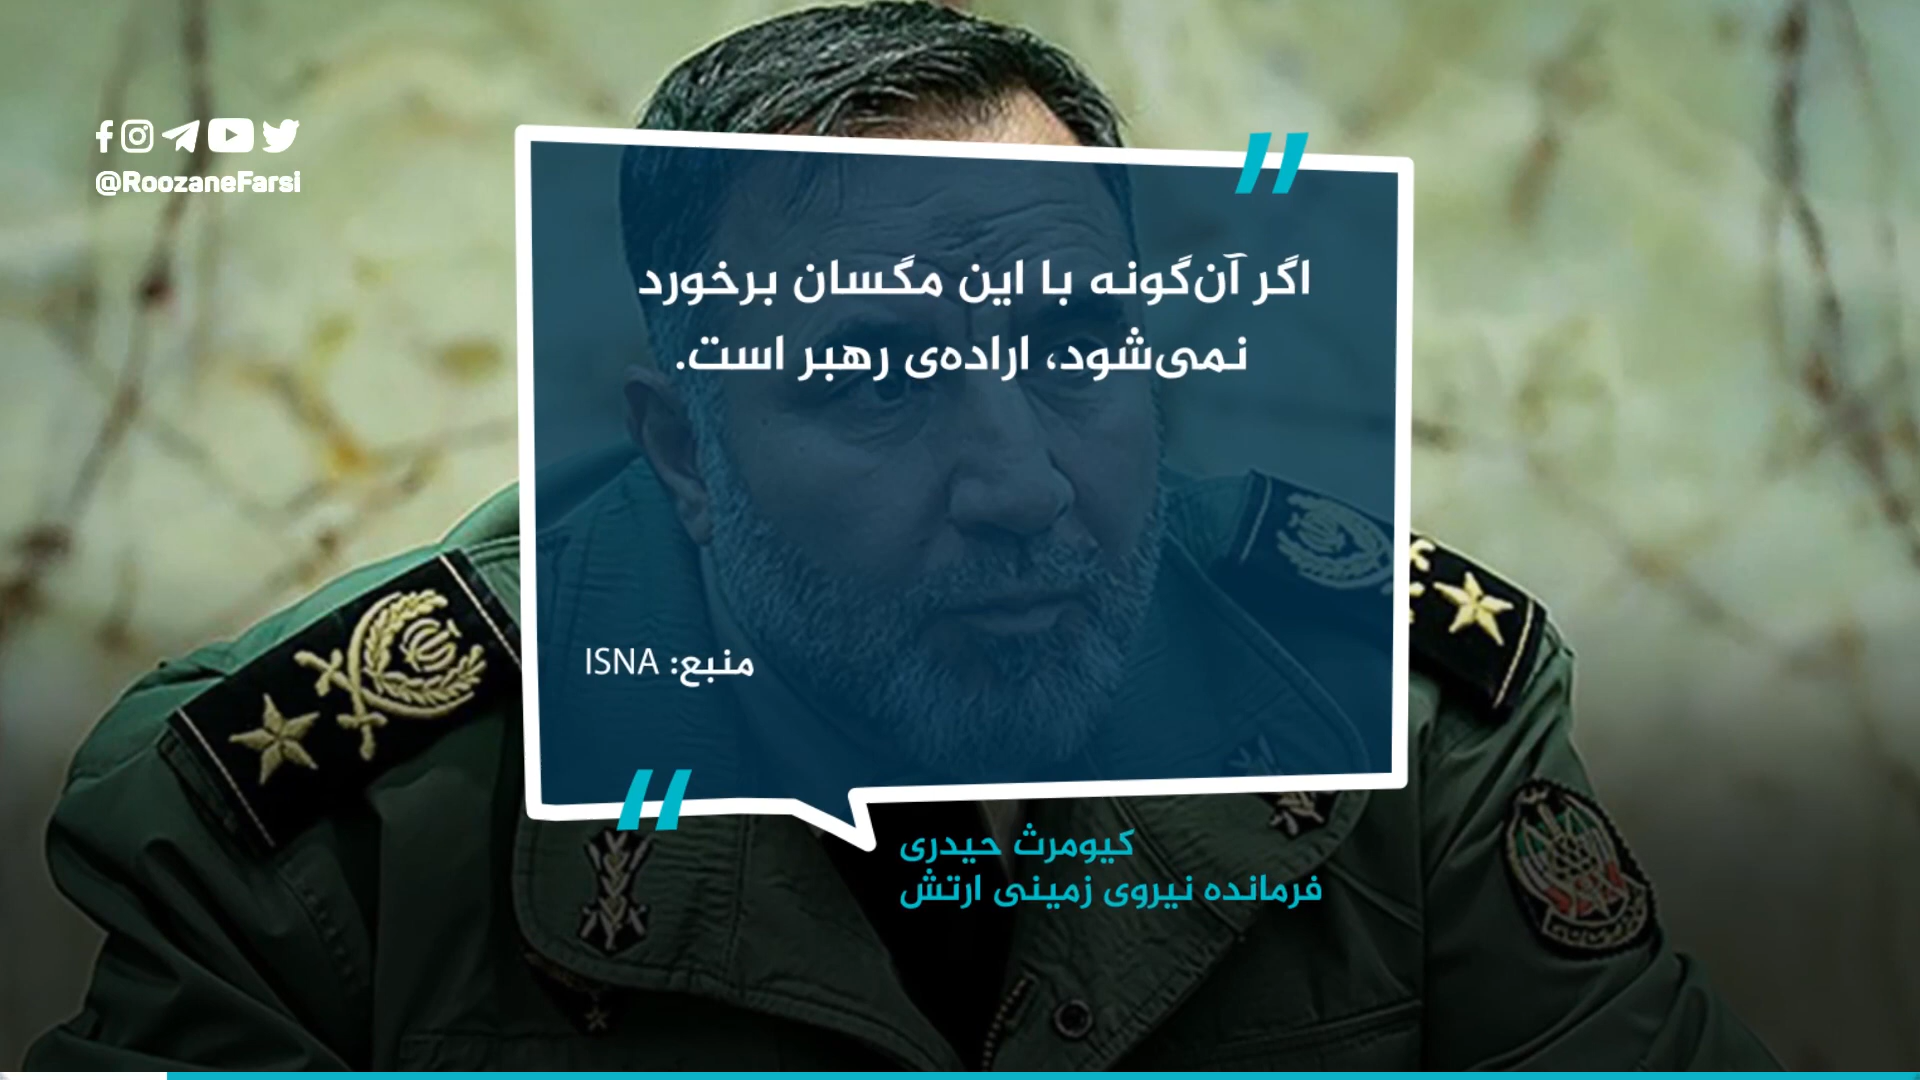 @RoozaneFarsi
اگر آن‌گونه با این مگسان برخورد
نمی‌شود، اراده‌ی رهبر است.
منبع: ISNA
کیومرث حیدری
فرمانده نیروی زمینی ارتش